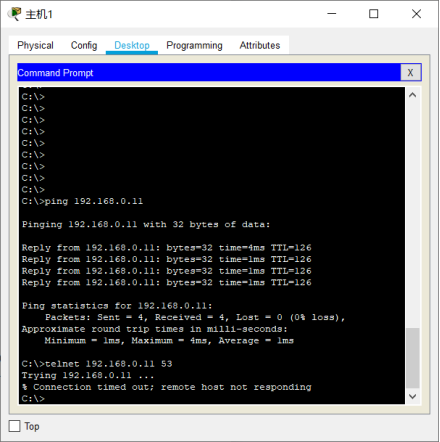 主机1
Physical Config Desktop Programming Attributes
Command Prompt X
C:\>
C:\>
C:\>
C:\>
C:\>
C:\>
C:\>
C:\>
C:\>
C:\>ping 192.168.0.11
Pinging 192.168.0.11 with 32 bytes of data:
Reply from 192.168.0.11: bytes=32 time=4ms TTL=126
Reply from 192.168.0.11: bytes=32 time=1ms TTL=126
Reply from 192.168.0.11: bytes=32 time=1ms TTL=126
Reply from 192.168.0.11: bytes=32 time=1ms TTL=126
Ping statistics for 192.168.0.11:
Packets: Sent = 4, Received = 4, Lost = 0 (0% loss),
Approximate round trip times in milli-seconds:
Minimum = 1ms, Maximum = 4ms, Average = 1ms
C:\>telnet 192.168.0.11 53
Trying 192.168.0.11 ...
% Connection timed out; remote host not responding
C:\>
Top